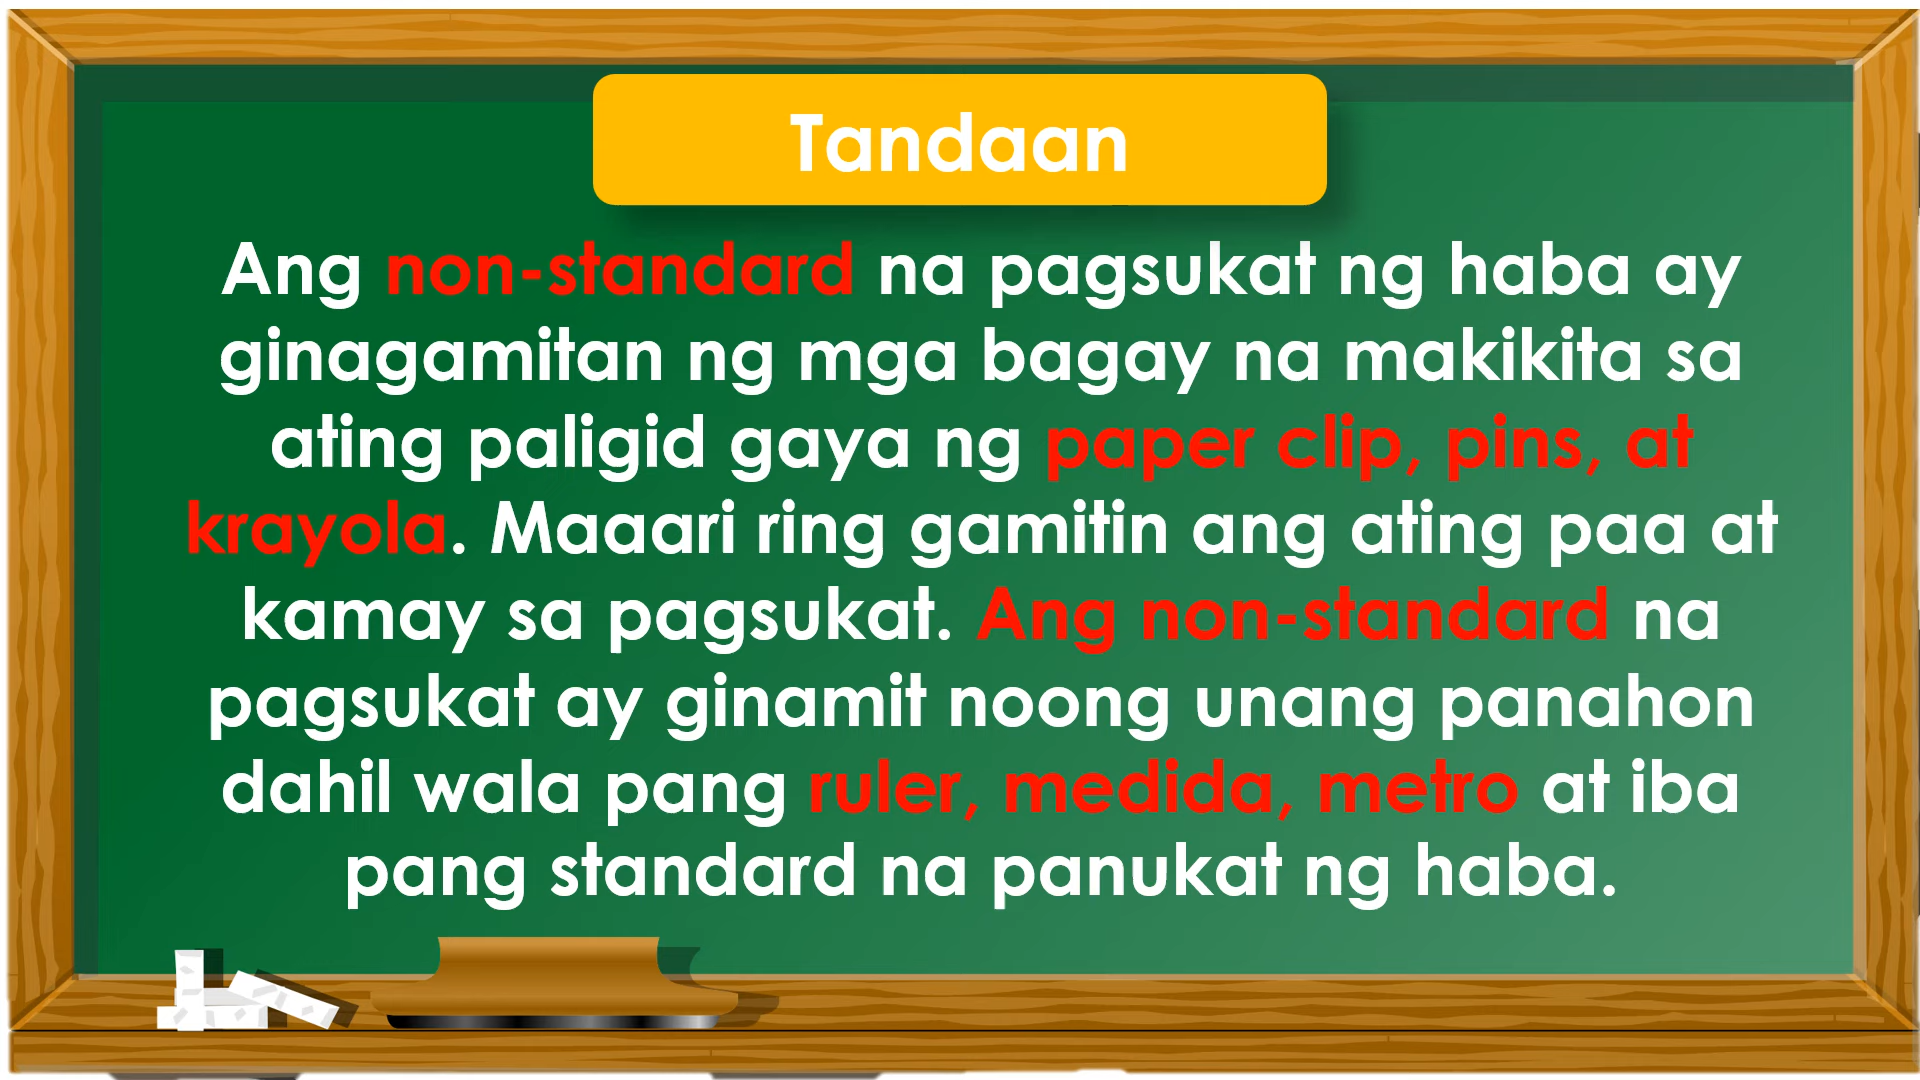 Tandaan
Ang non-standard na pagsukat ng haba ay
ginagamitan ng mga bagay na makikita sa
ating paligid gaya ng paper clip, pins, at
krayola. Maaari ring gamitin ang ating paa at
kamay sa pagsukat. Ang non-standard na
pagsukat ay ginamit noong unang panahon
dahil wala pang ruler, medida, metro at iba
pang standard na panukat ng haba.